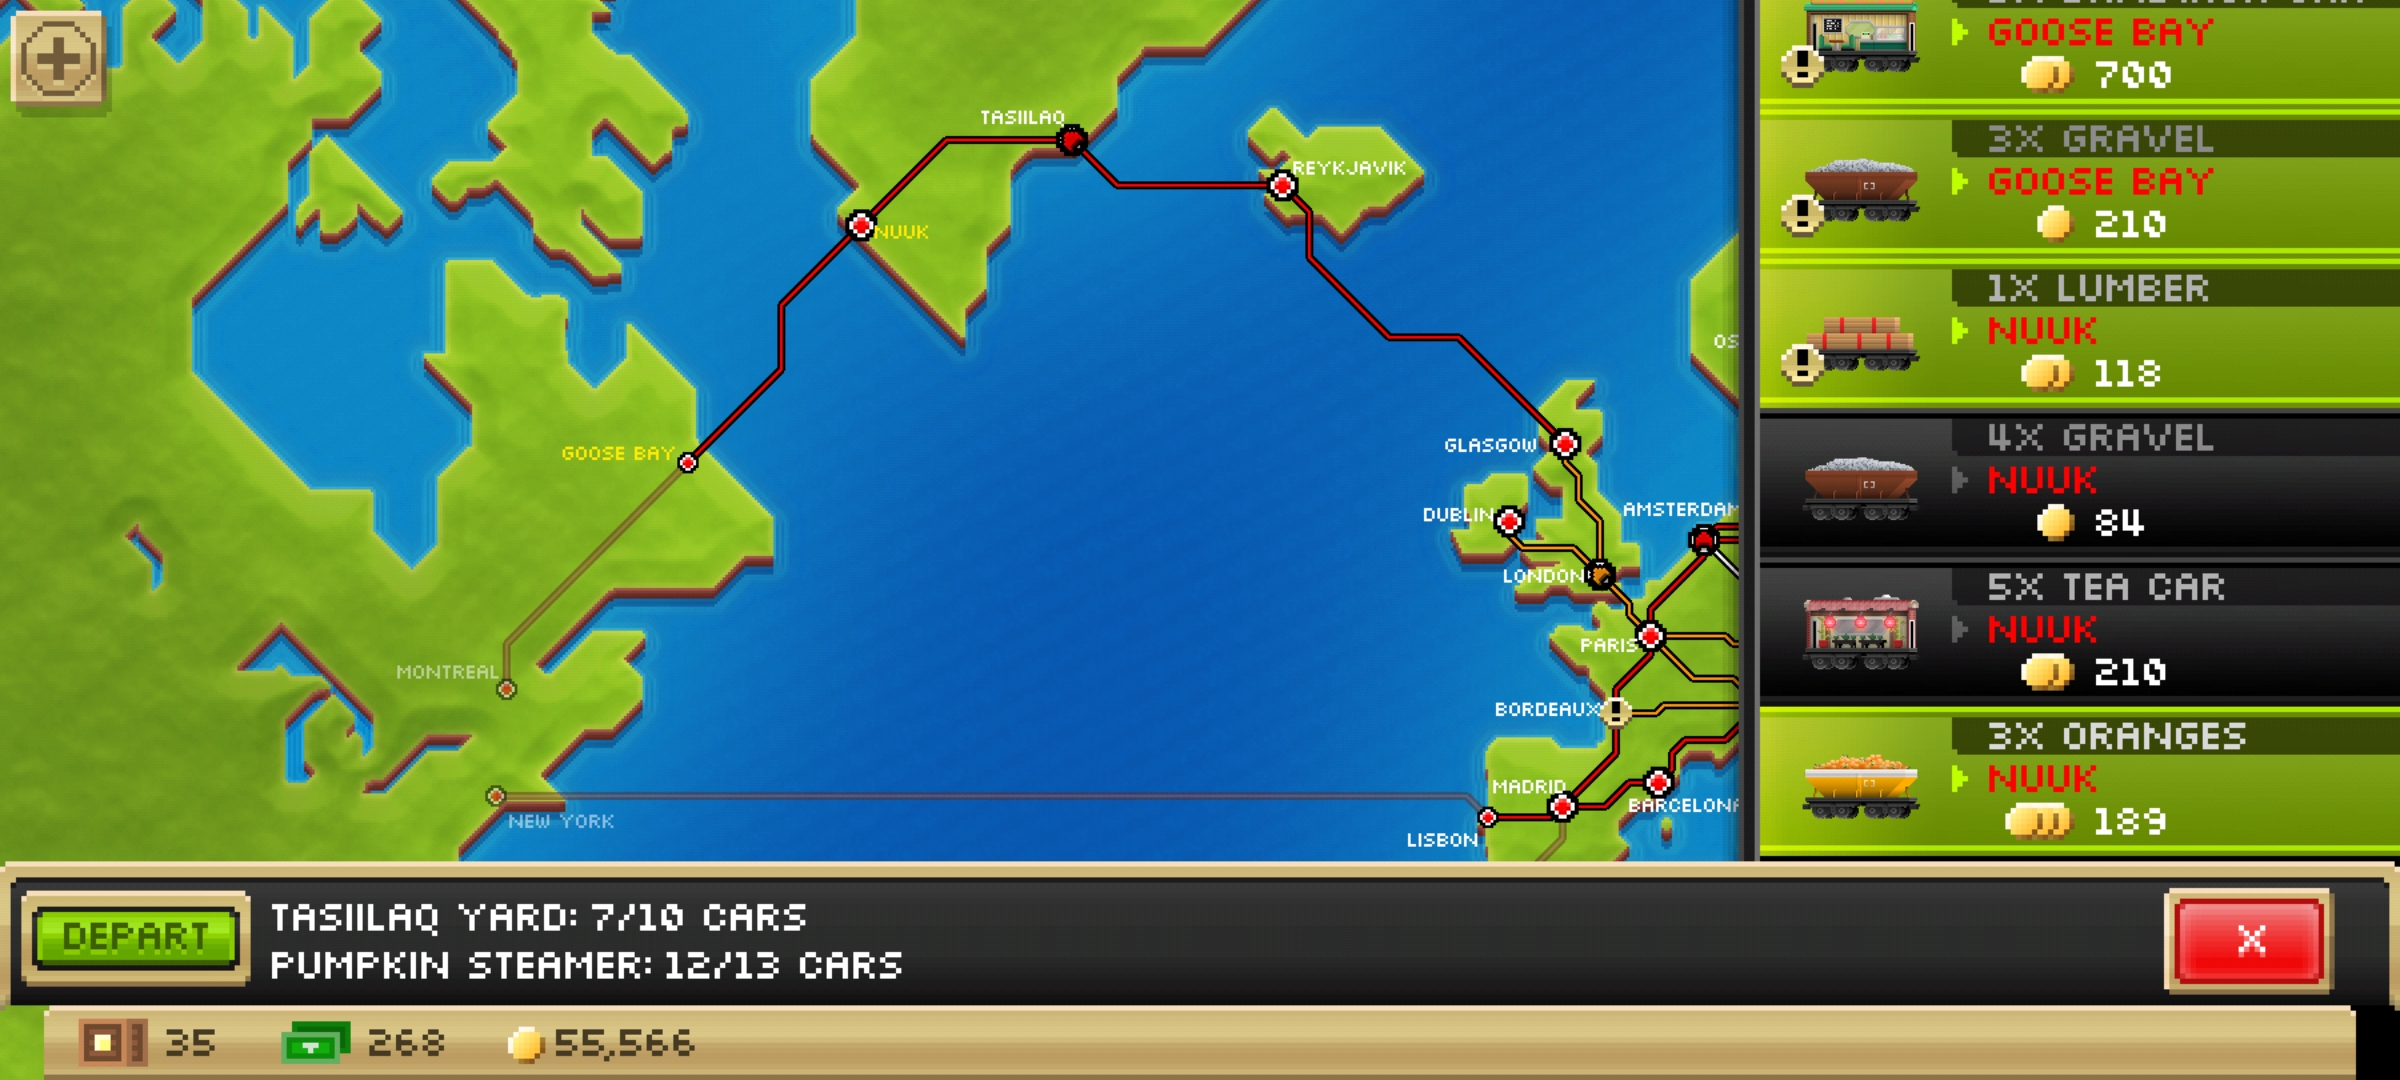 TASIILAQ
REYKJAVIK
NUUK
GOOSE BAY
GLASGOW
DUBLIN
AMSTERDAM
LONDON
PARIS
MONTREAL
BORDEAUX
MADRID
BARCELONA
NEW YORK
LISBON
OS
GOOSE BAY
700
3X GRAVEL
GOOSE BAY
210
1X LUMBER
NUUK
118
4X GRAVEL
NUUK
84
5X TEA CAR
NUUK
210
3X ORANGES
NUUK
189
DEPART
TASIILAQ YARD: 7/10 CARS
PUMPKIN STEAMER: 12/13 CARS
X
35
268
55,566